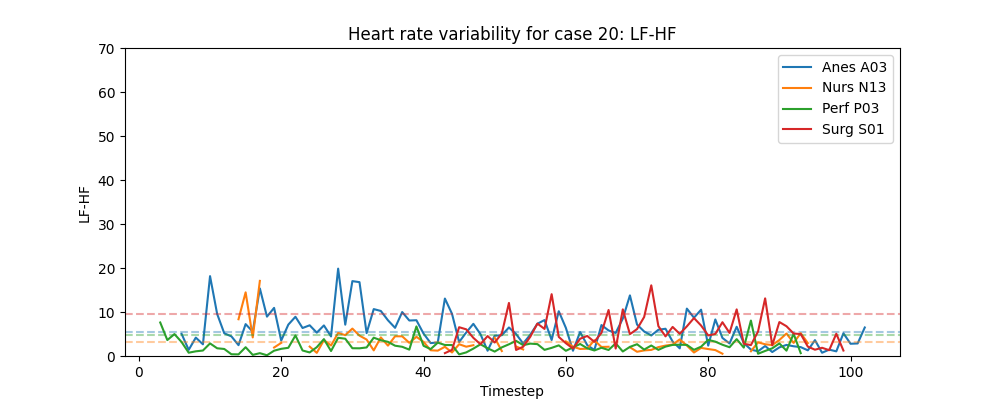 Heart rate variability for case 20: LF-HF
70
60
50
40
30
20
10
0
LF-HF
Anes A03
Nurs N13
Perf P03
Surg S01
0 20 40 60 80 100
Timestep